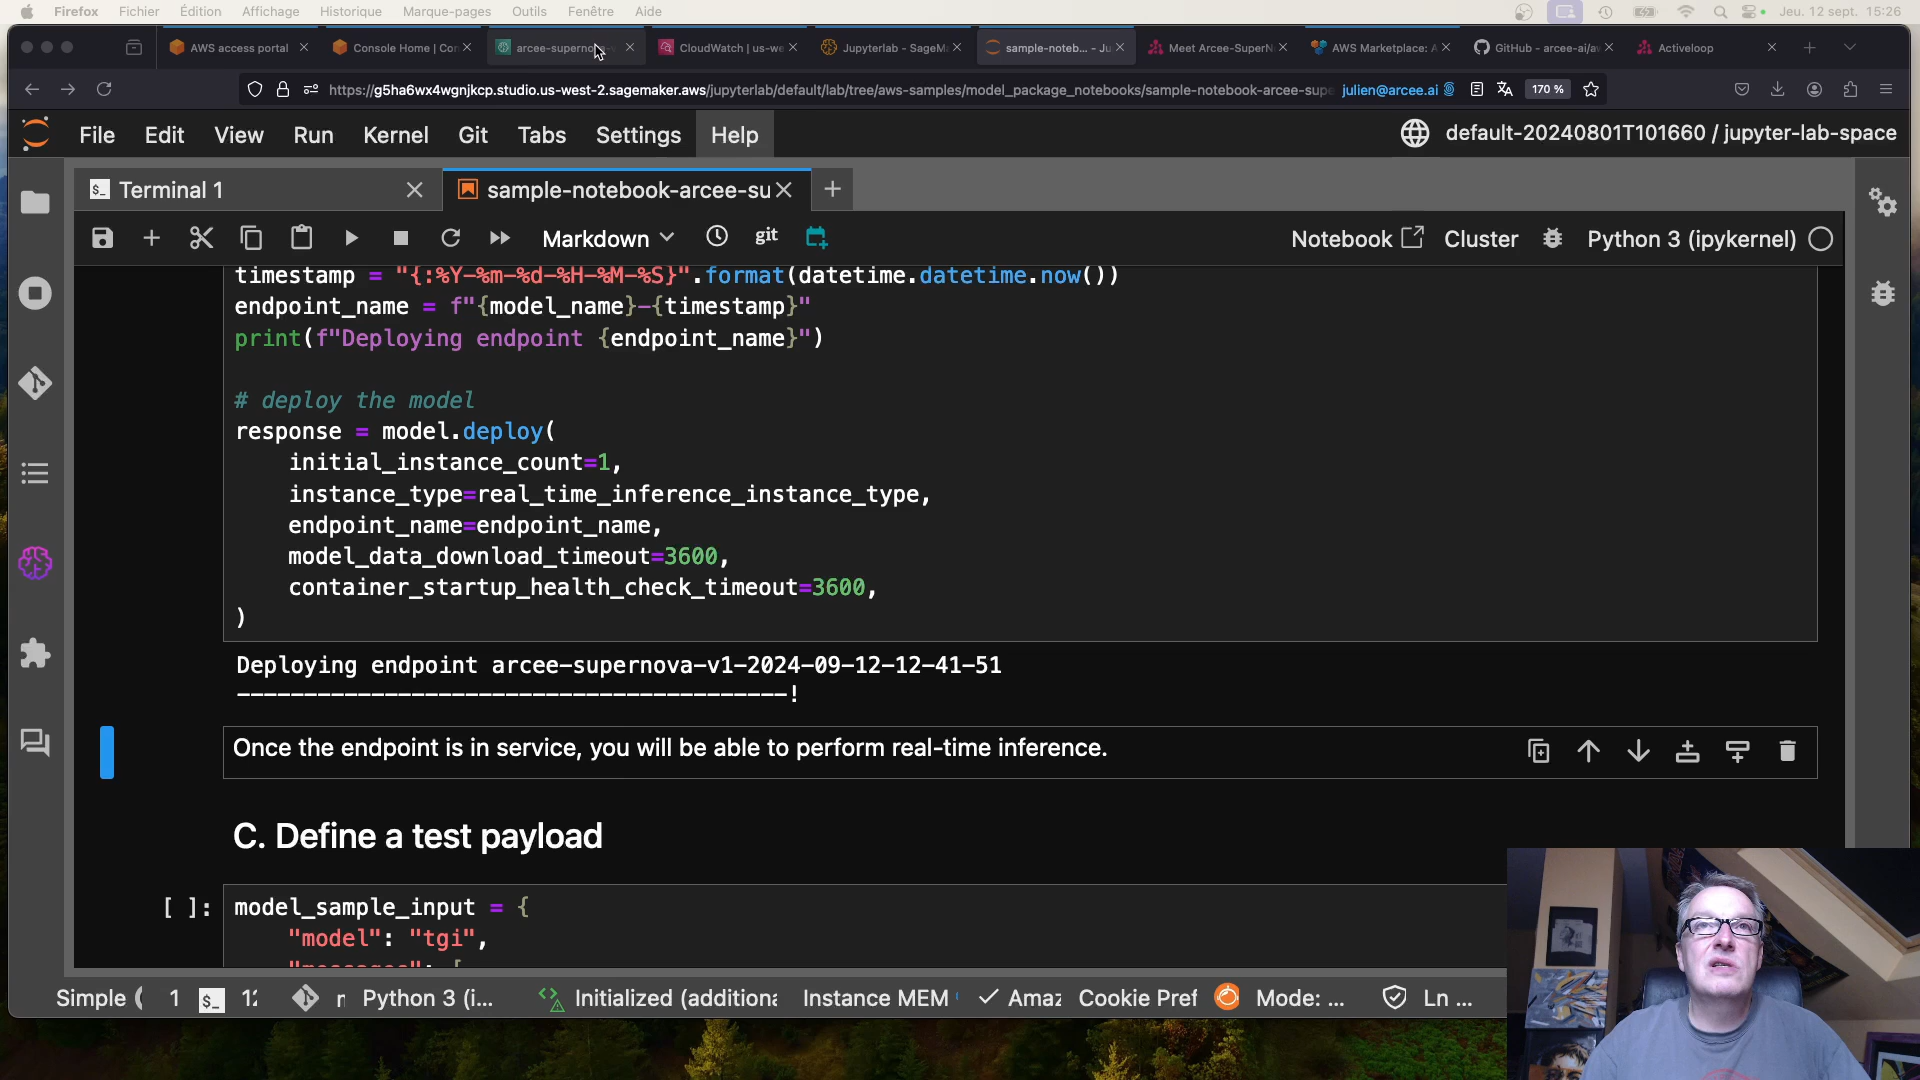 Firefox Fichier Édition Affichage Historique Marque-pages Outils Fenêtre Aide Jeu. 12 sept. 15:26
AWS access portal Console Home | Con arcee-supernova- CloudWatch | us-we Jupyterlab - SageM sample-noteb... - Ju Meet Arcee-SuperN AWS Marketplace: A GitHub - arcee-ai/av Activeloop
https://g5ha6wx4wgnjkcp.studio.us-west-2.sagemaker.aws/jupyterlab/default/lab/tree/aws-samples/model_package_notebooks/sample-notebook-arcee-supe julien@arcee.ai 170 %
File Edit View Run Kernel Git Tabs Settings Help default-20240801T101660 / jupyter-lab-space
Terminal 1 sample-notebook-arcee-su
Markdown git Notebook Cluster Python 3 (ipykernel)
timestamp = "{:%Y-%m-%d-%H-%M-%S}".format(datetime.datetime.now())
endpoint_name = f"{model_name}-{timestamp}"
print(f"Deploying endpoint {endpoint_name}")
# deploy the model
response = model.deploy(
initial_instance_count=1,
instance_type=real_time_inference_instance_type,
endpoint_name=endpoint_name,
model_data_download_timeout=3600,
container_startup_health_check_timeout=3600,
)
Deploying endpoint arcee-supernova-v1-2024-09-12-12-41-51
-----------------------------------------!
Once the endpoint is in service, you will be able to perform real-time inference.
C. Define a test payload
[ ]: model_sample_input = {
"model": "tgi",
"messages": [
Simple 1 Python 3 (i... Initialized (additiona Instance MEM Amaz Cookie Pref Mode: ... Ln ...